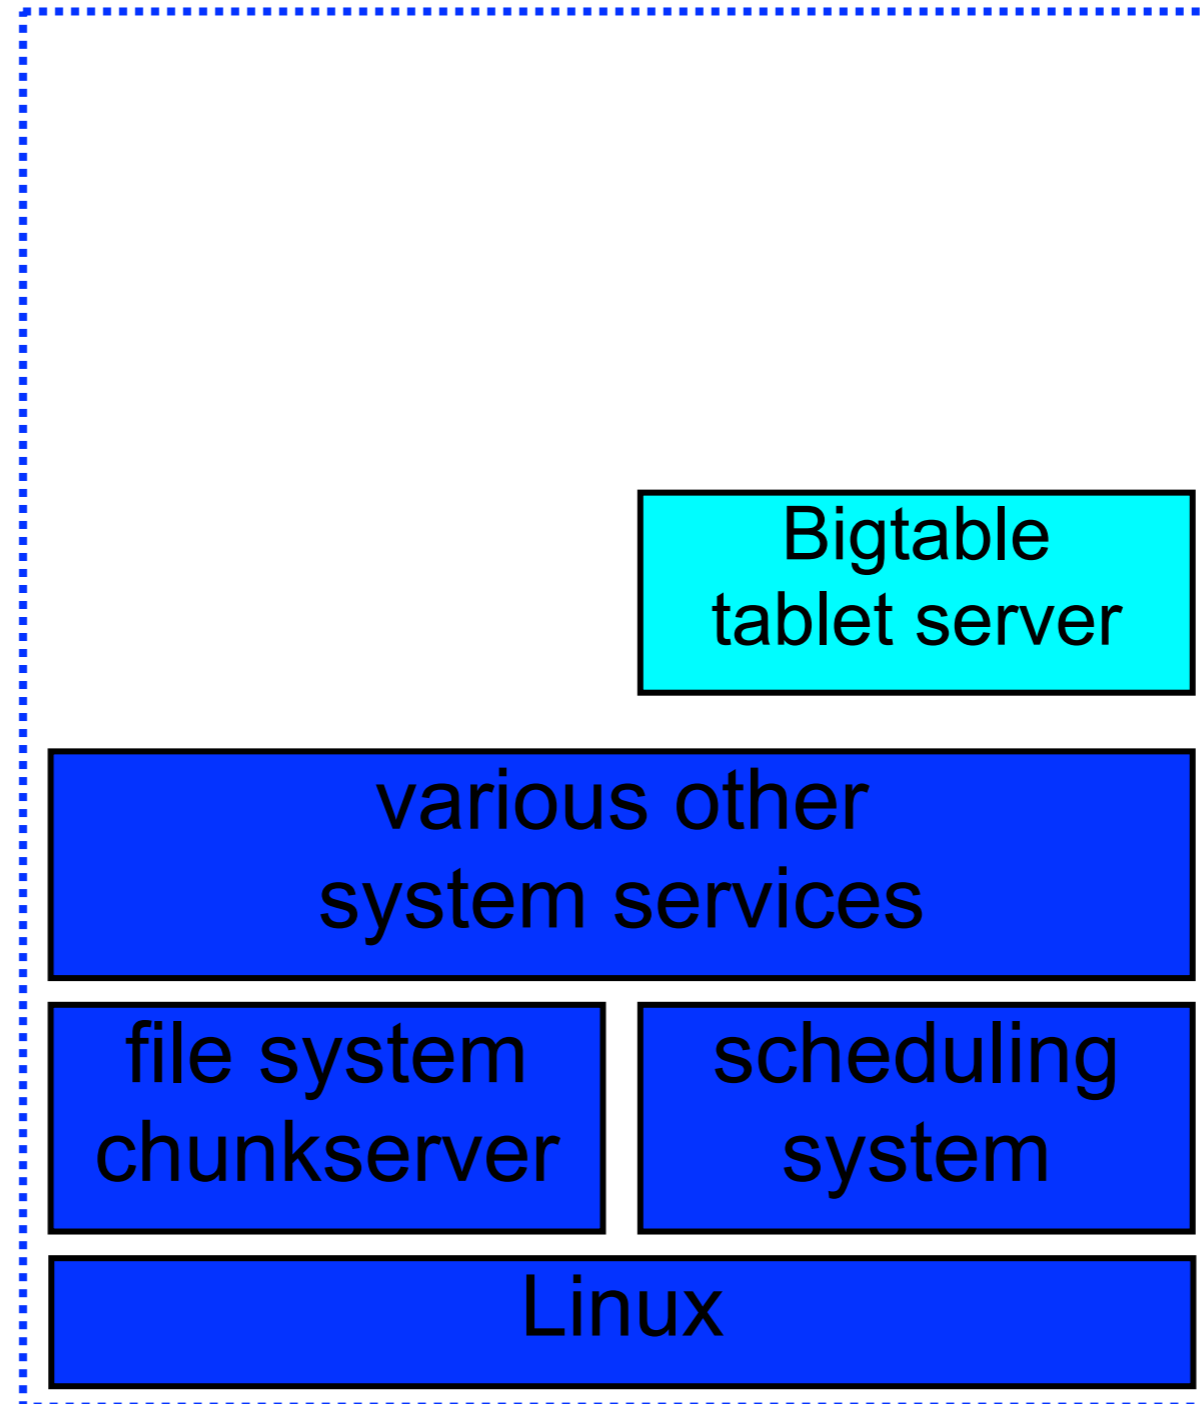 Bigtable
tablet server
various other
system services
file system
chunkserver
scheduling
system
Linux